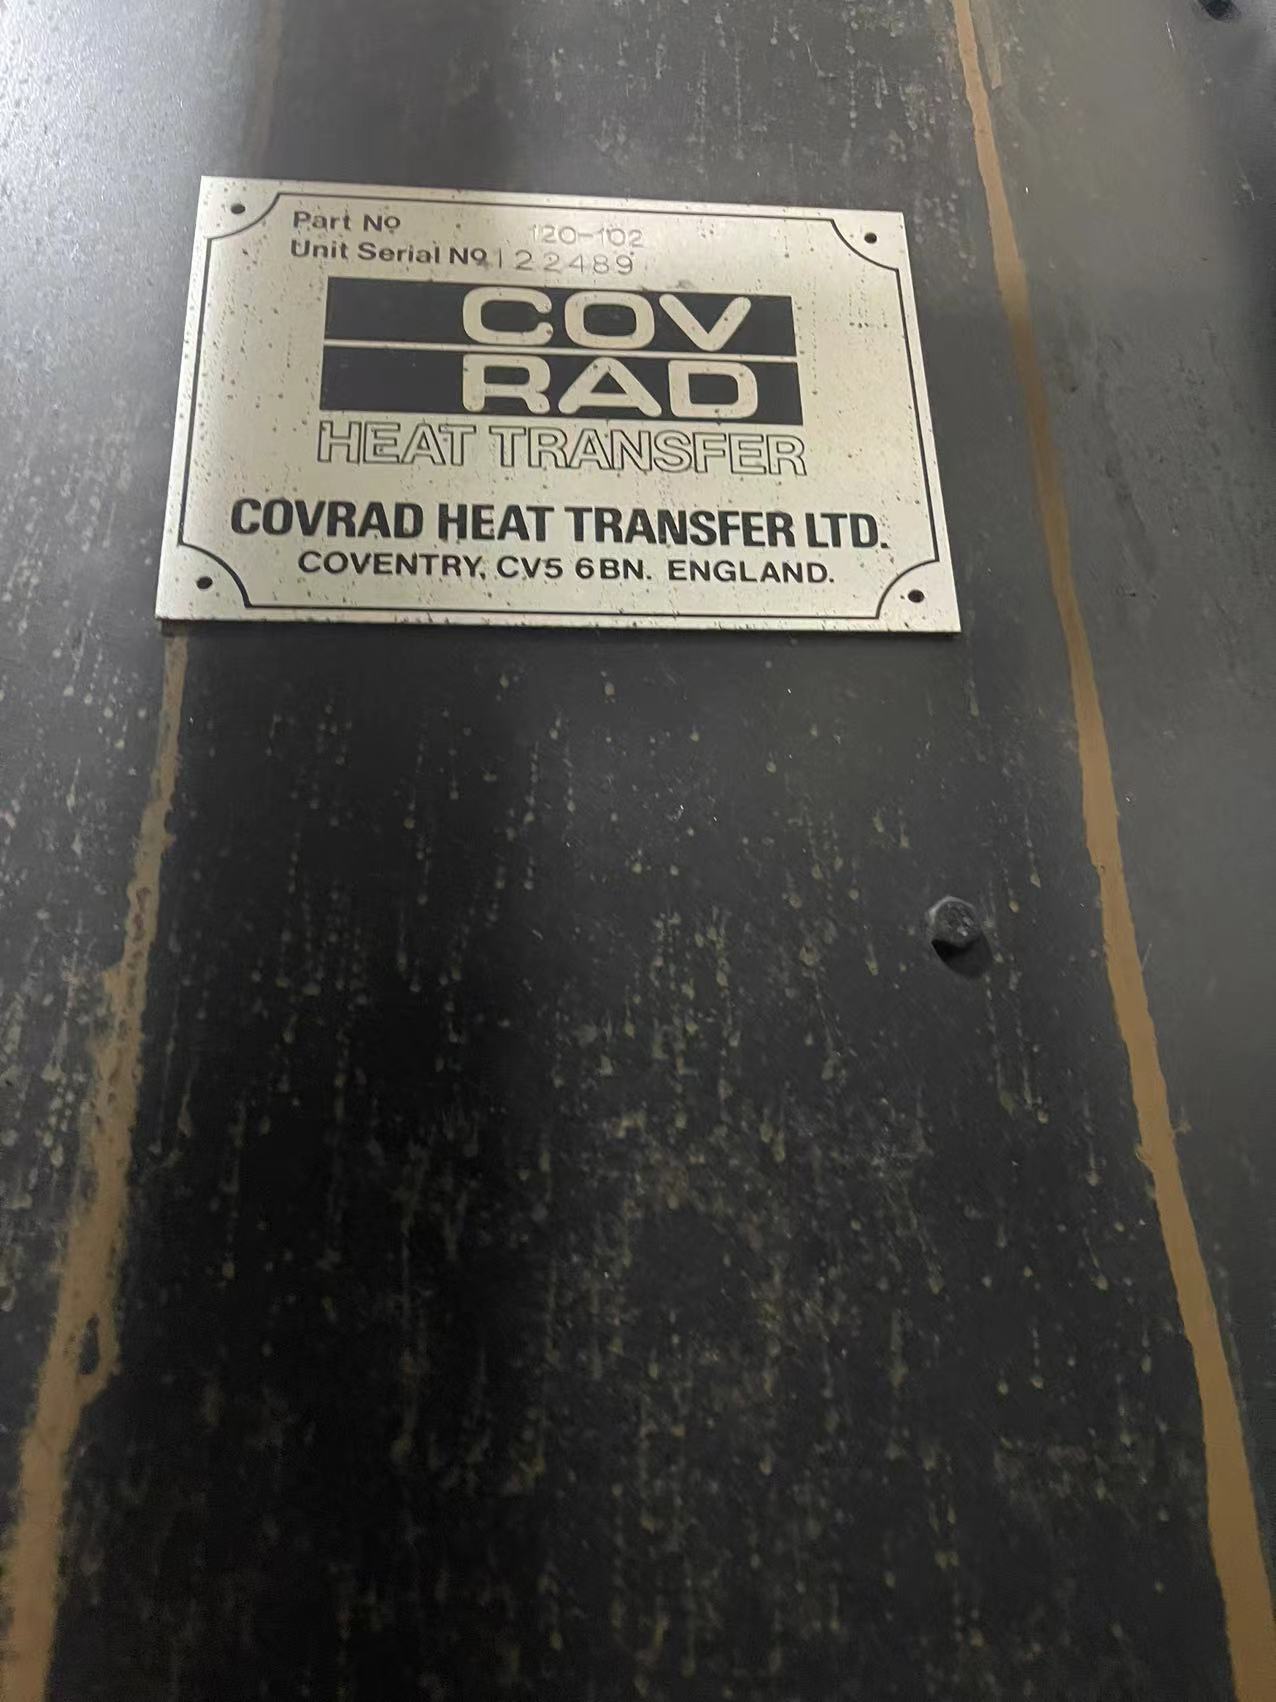 Part Nº 120-102
Unit Serial Nº 122489
COV
RAD
HEAT TRANSFER
COVRAD HEAT TRANSFER LTD.
COVENTRY, CV5 6BN. ENGLAND.